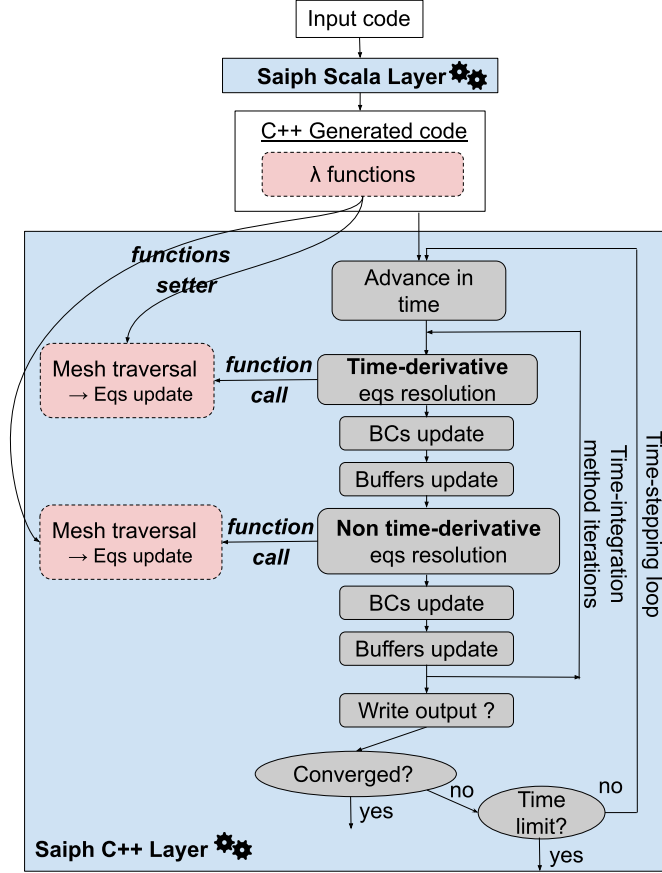 Input code
Saiph Scala Layer
C++ Generated code
λ functions
functions
setter
Advance in
time
Mesh traversal
→ Eqs update
function
call
Time-derivative
eqs resolution
BCs update
Buffers update
Mesh traversal
→ Eqs update
function
call
Non time-derivative
eqs resolution
BCs update
Buffers update
Time-integration
method iterations
Time-stepping loop
Write output ?
Converged?
no
yes
Time
limit?
no
yes
Saiph C++ Layer